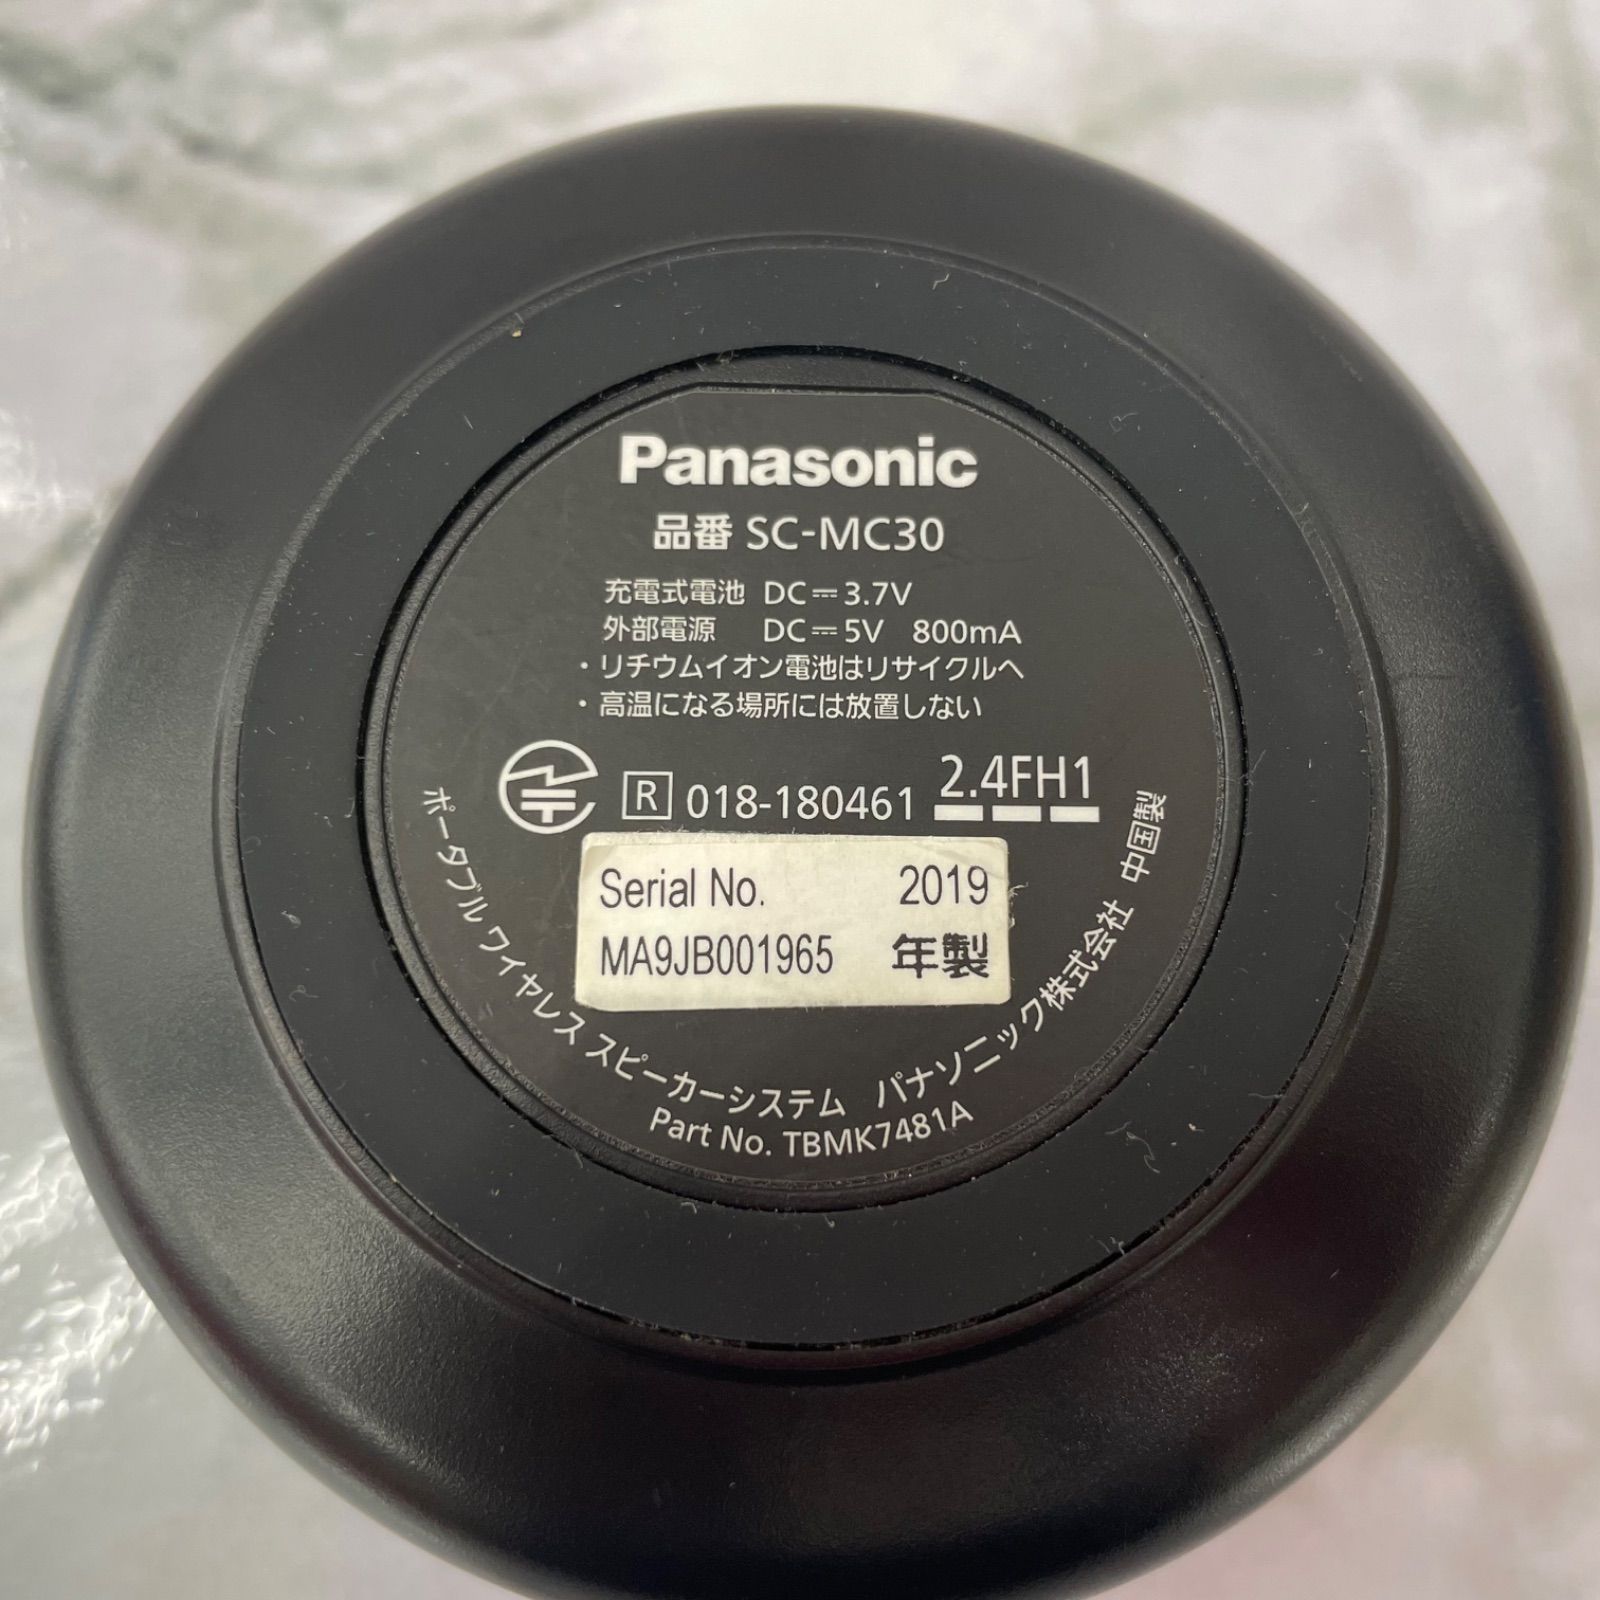 Panasonic
品番 SC-MC30
充電式電池 DC⎓3.7V
外部電源 DC⎓5V 800mA
・リチウムイオン電池はリサイクルへ
・高温になる場所には放置しない
R 018-180461 2.4FH1
Serial No. 2019
MA9JB001965 年製
ポータブル ワイヤレス スピーカーシステム パナソニック株式会社 中国製
Part No. TBMK7481A